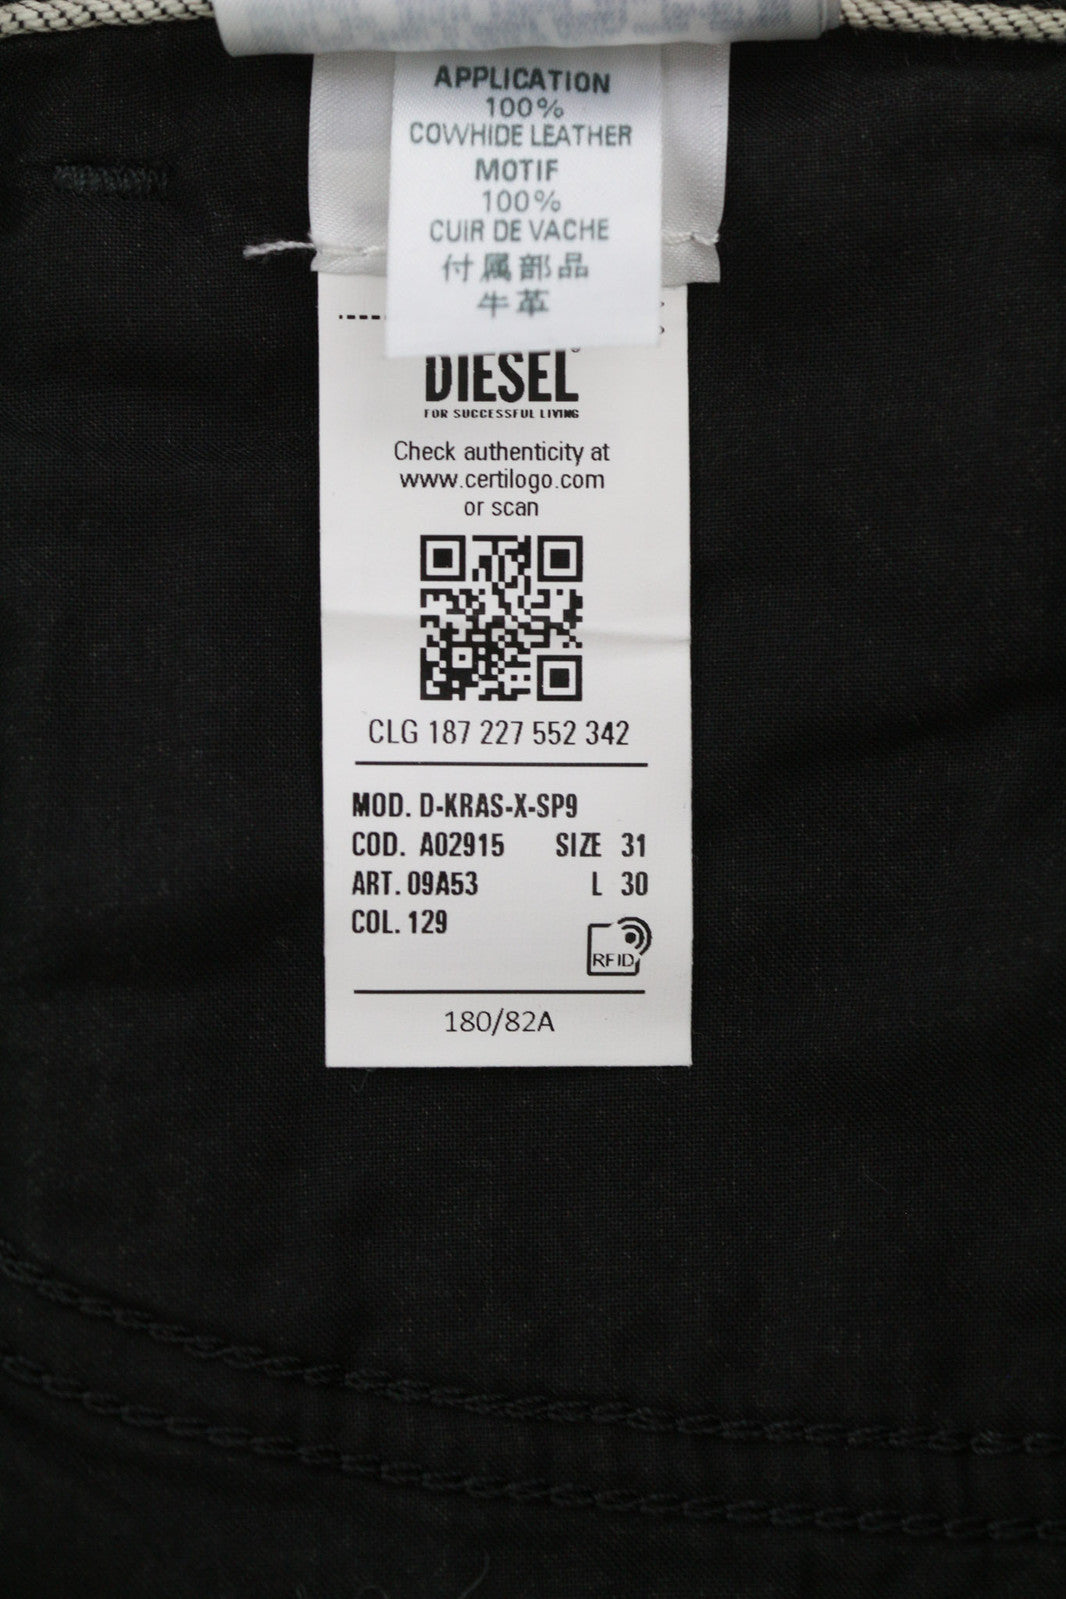 APPLICATION
100%
COWHIDE LEATHER
MOTIF
100%
CUIR DE VACHE
付属部品
牛革
DIESEL
FOR SUCCESSFUL LIVING
Check authenticity at
www.certilogo.com
or scan
CLG 187 227 552 342
MOD. D-KRAS-X-SP9
COD. A02915 SIZE 31
ART. 09A53 L 30
COL. 129
RFID
180/82A